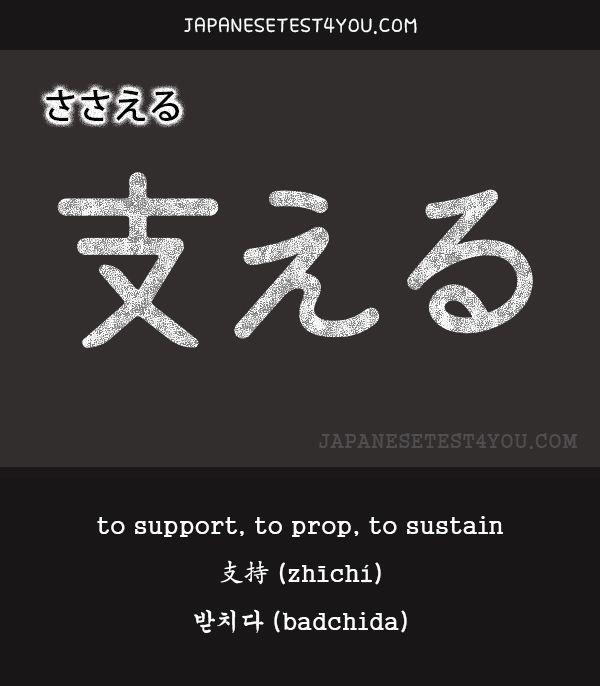 JAPANESETEST4YOU.COM
ささえる
支える
JAPANESETEST4YOU.COM
to support, to prop, to sustain
支持 (zhīchí)
받치다 (badchida)